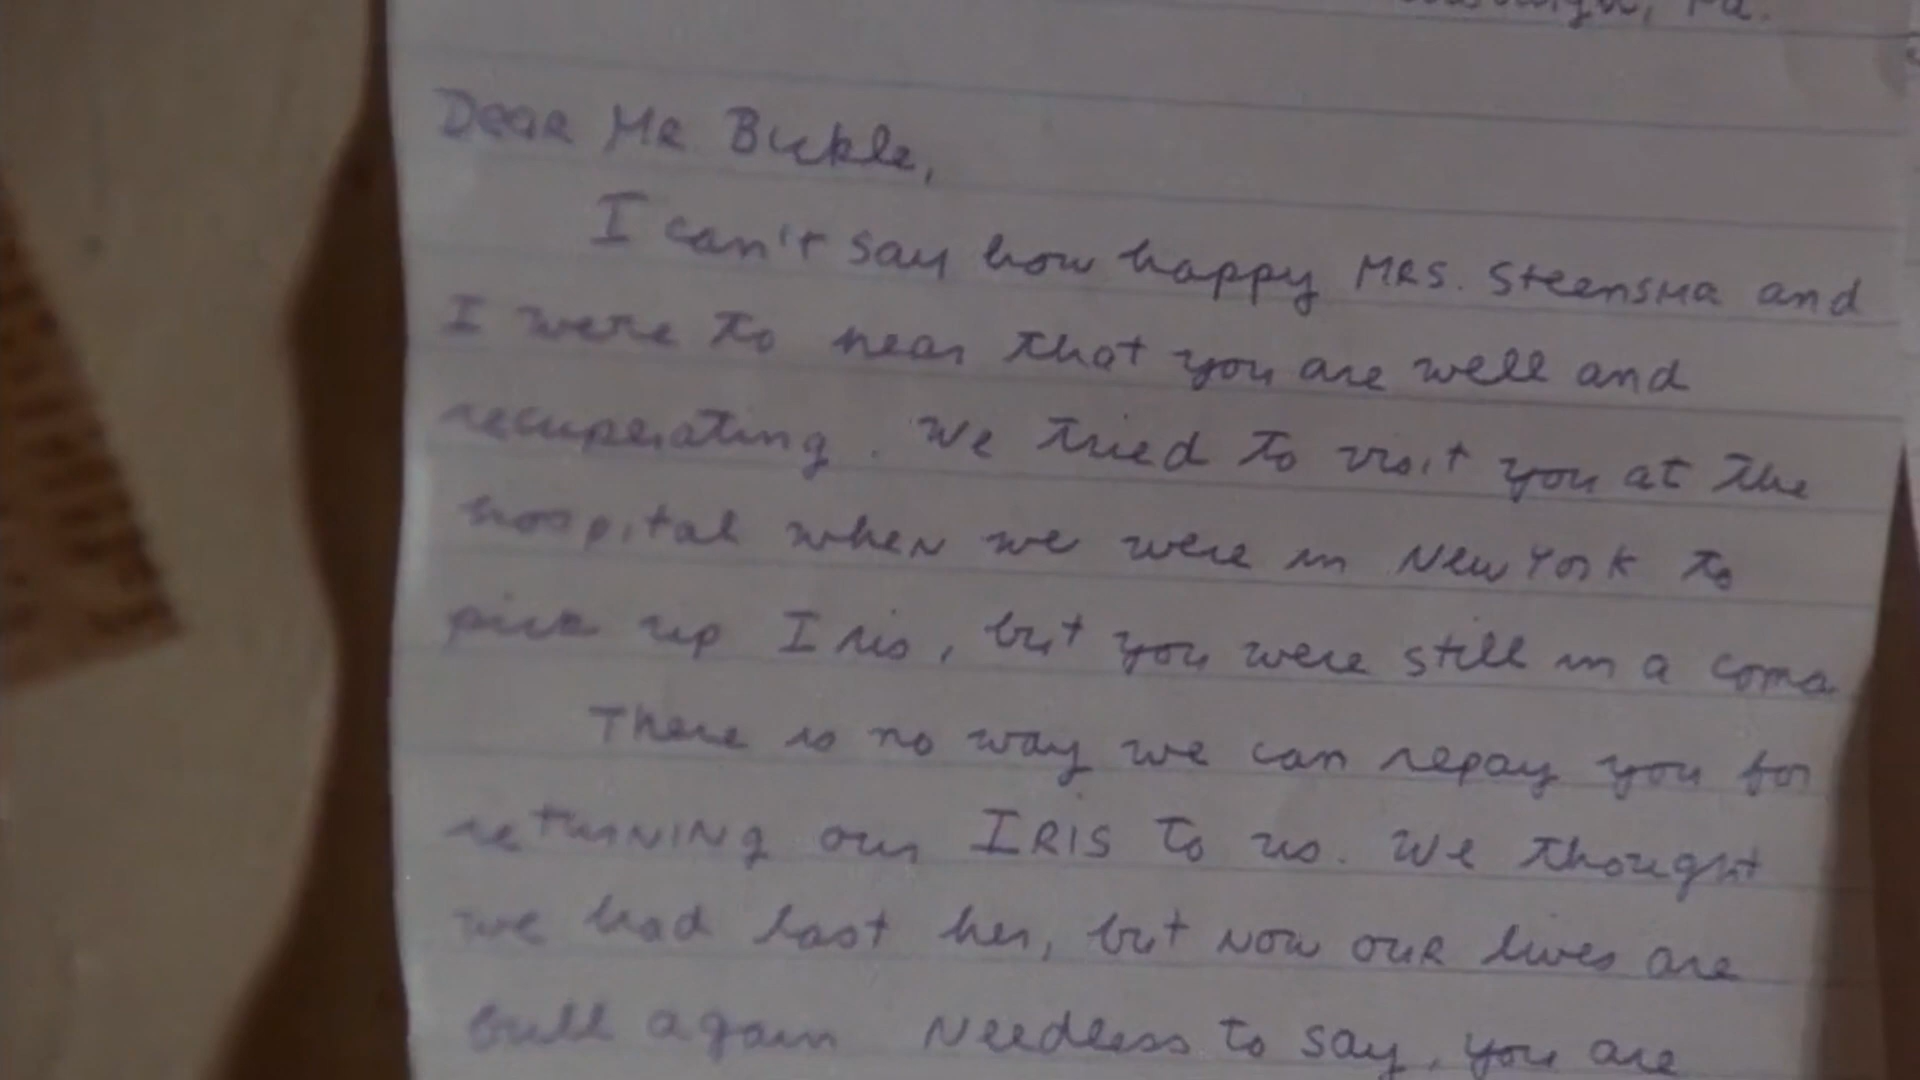 Pa.
Dear Mr Bickle,
I can't say how happy MRS. Steensma and
I were to hear that you are well and
recuperating. We tried to visit you at the
hospital when we were in New York to
pick up Iris, but you were still in a coma
There is no way we can repay you for
returning our IRIS to us. We thought
we had lost her, but now our lives are
full again Needless to say, you are